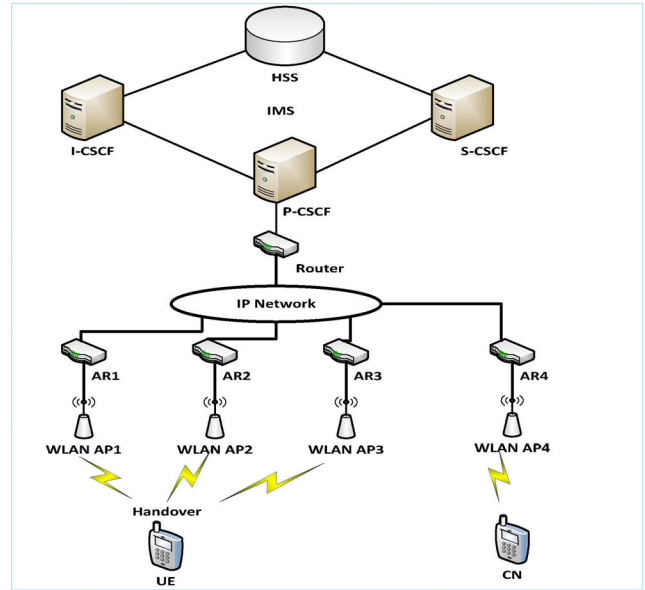 HSS
IMS
I-CSCF
S-CSCF
P-CSCF
Router
IP Network
AR1
AR2
AR3
AR4
WLAN AP1
WLAN AP2
WLAN AP3
WLAN AP4
Handover
UE
CN